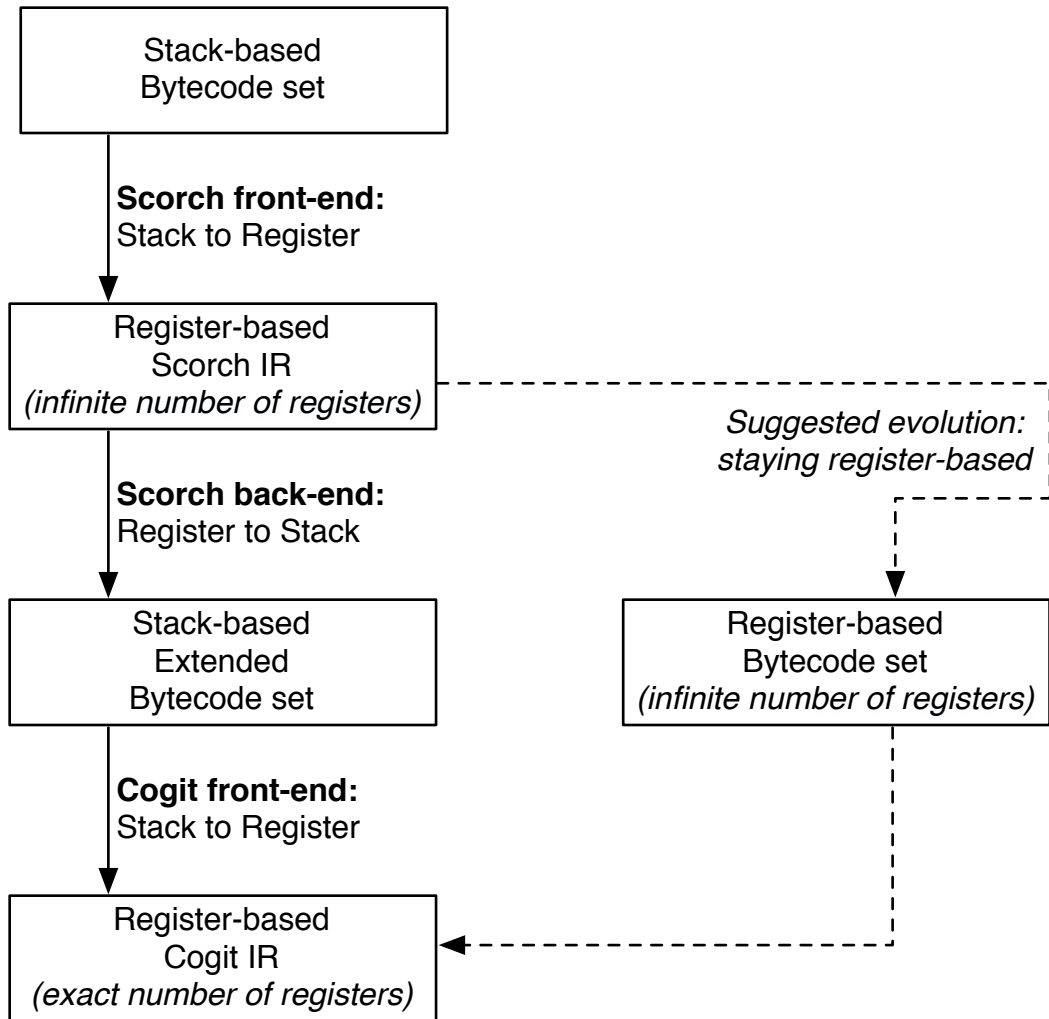 Stack-based
Bytecode set
Scorch front-end:
Stack to Register
Register-based
Scorch IR
(infinite number of registers)
Suggested evolution:
staying register-based
Scorch back-end:
Register to Stack
Stack-based
Extended
Bytecode set
Register-based
Bytecode set
(infinite number of registers)
Cogit front-end:
Stack to Register
Register-based
Cogit IR
(exact number of registers)